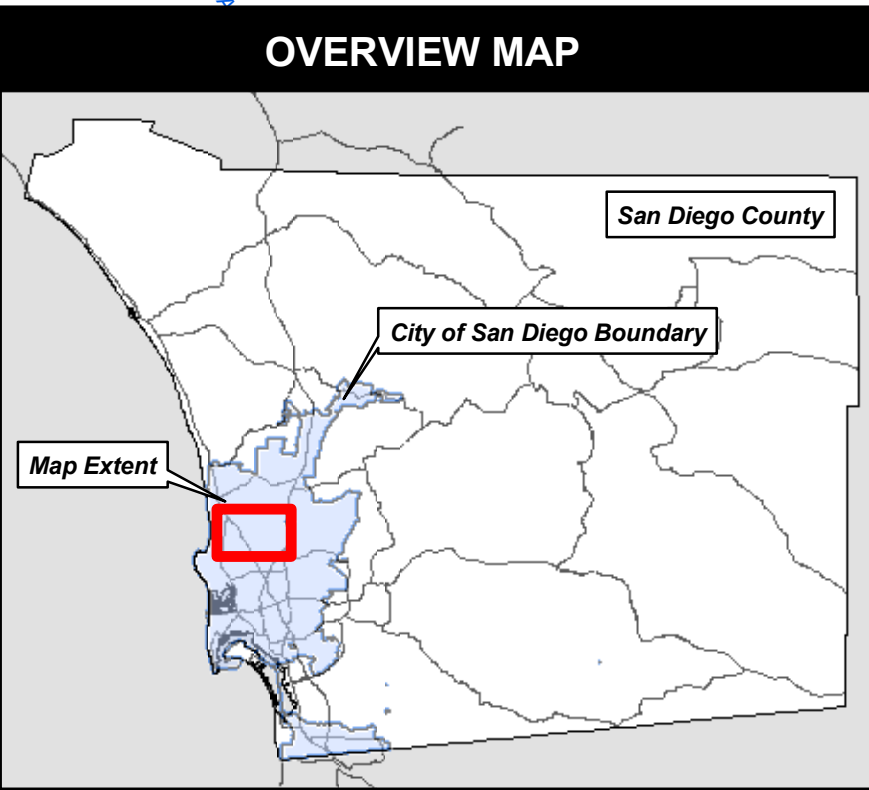 OVERVIEW MAP
San Diego County
City of San Diego Boundary
Map Extent